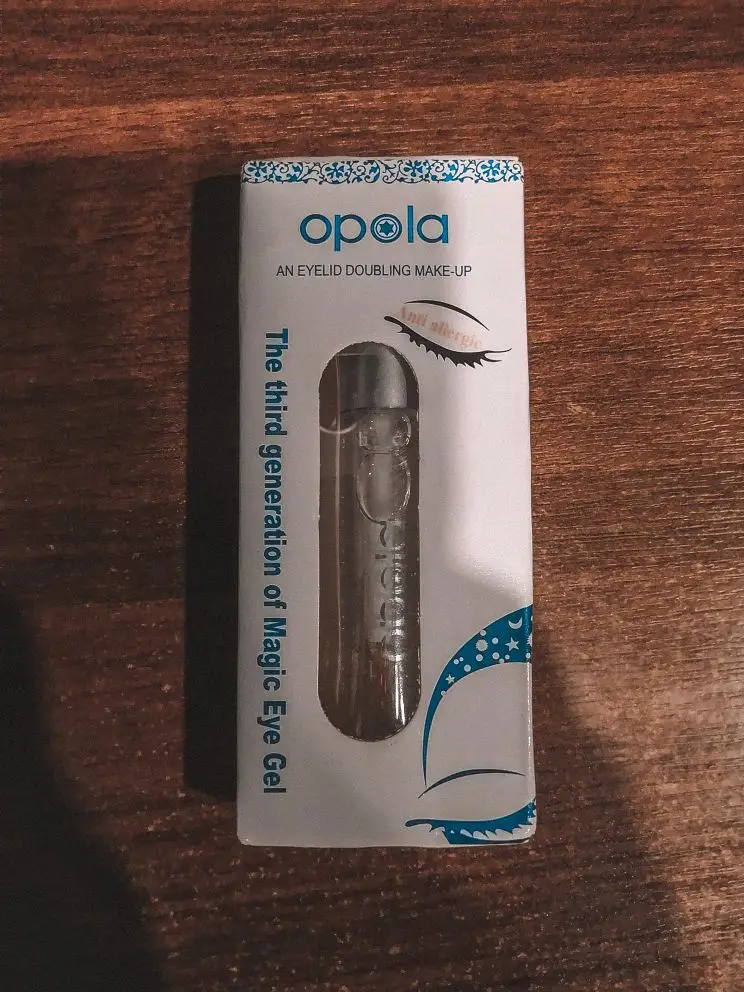 opola
AN EYELID DOUBLING MAKE-UP
Anti allergic
The third generation of Magic Eye Gel